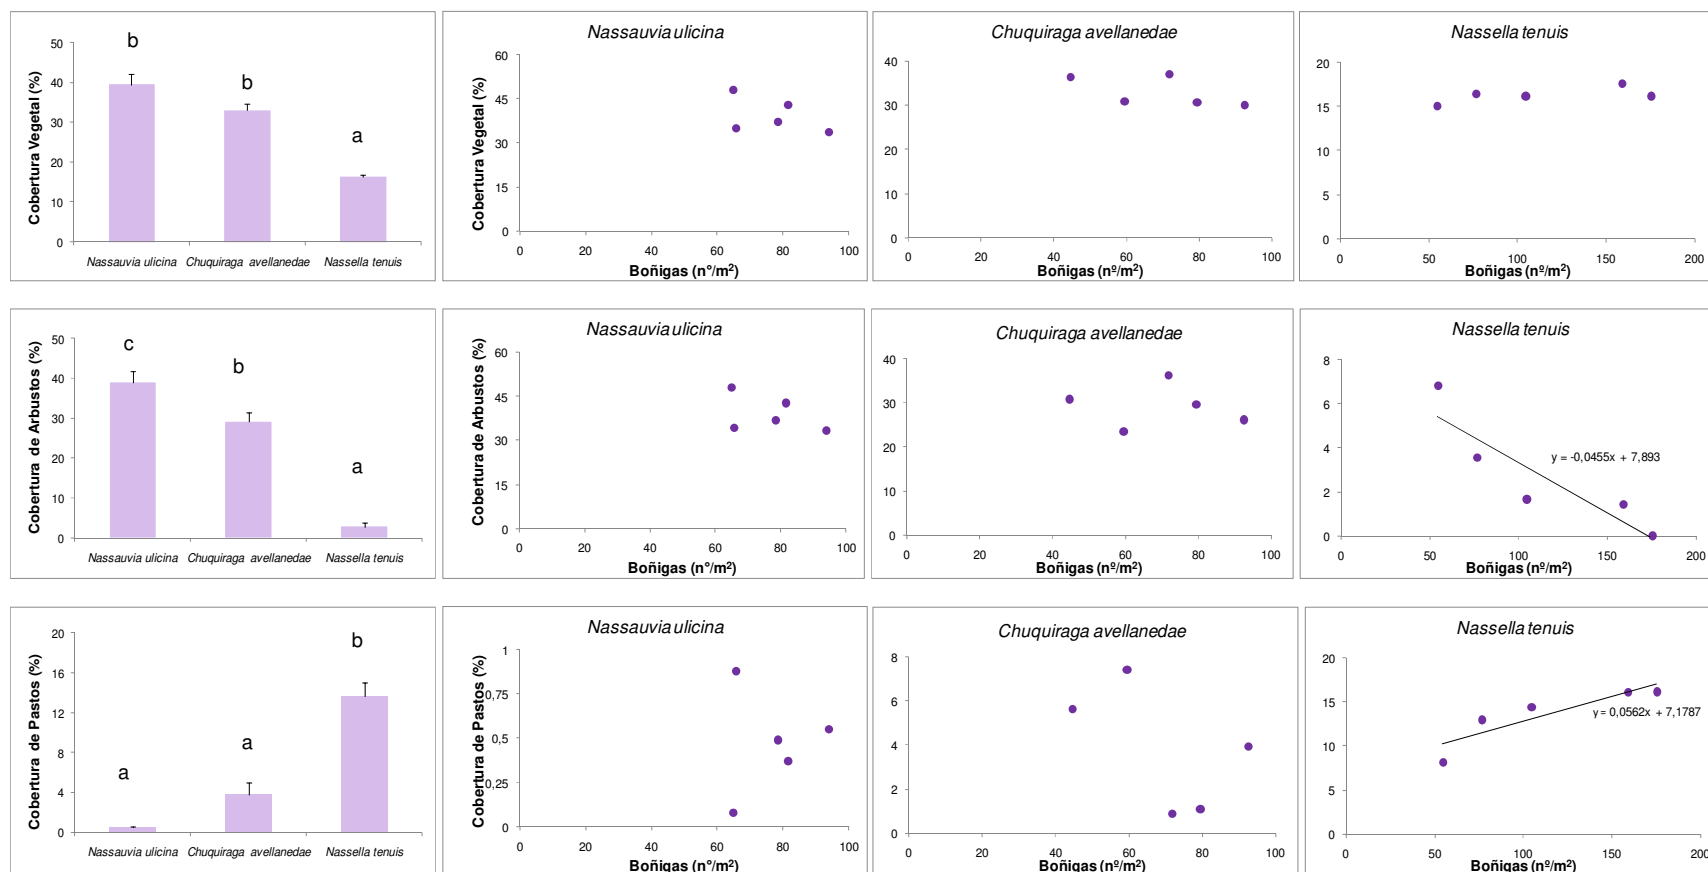 Cobertura Vegetal (%)
50
40
30
20
10
0
b
b
a
Nassauvia ulicina Chuquiraga avellanedae Nassella tenuis
Nassauvia ulicina
Cobertura Vegetal (%)
60
45
30
15
0
0 20 40 60 80 100
Boñigas (n°/m²)
Chuquiraga avellanedae
40
30
20
10
0
0 20 40 60 80 100
Boñigas (nº/m²)
Nassella tenuis
20
15
10
5
0
0 50 100 150 200
Boñigas (nº/m²)
Cobertura de Arbustos (%)
50
40
30
20
10
0
c
b
a
Nassauvia ulicina Chuquiraga avellanedae Nassella tenuis
Nassauvia ulicina
Cobertura de Arbustos (%)
60
45
30
15
0
0 20 40 60 80 100
Boñigas (n°/m²)
Chuquiraga avellanedae
40
30
20
10
0
0 20 40 60 80 100
Boñigas (nº/m²)
Nassella tenuis
8
6
4
2
0
y = -0,0455x + 7,893
0 50 100 150 200
Boñigas (nº/m²)
Cobertura de Pastos (%)
20
16
12
8
4
0
a
a
b
Nassauvia ulicina Chuquiraga avellanedae Nassella tenuis
Nassauvia ulicina
Cobertura de Pastos (%)
1
0,75
0,5
0,25
0
0 20 40 60 80 100
Boñigas (n°/m²)
Chuquiraga avellanedae
8
6
4
2
0
0 20 40 60 80 100
Boñigas (nº/m²)
Nassella tenuis
20
15
10
5
0
y = 0,0562x + 7,1787
0 50 100 150 200
Boñigas (nº/m²)